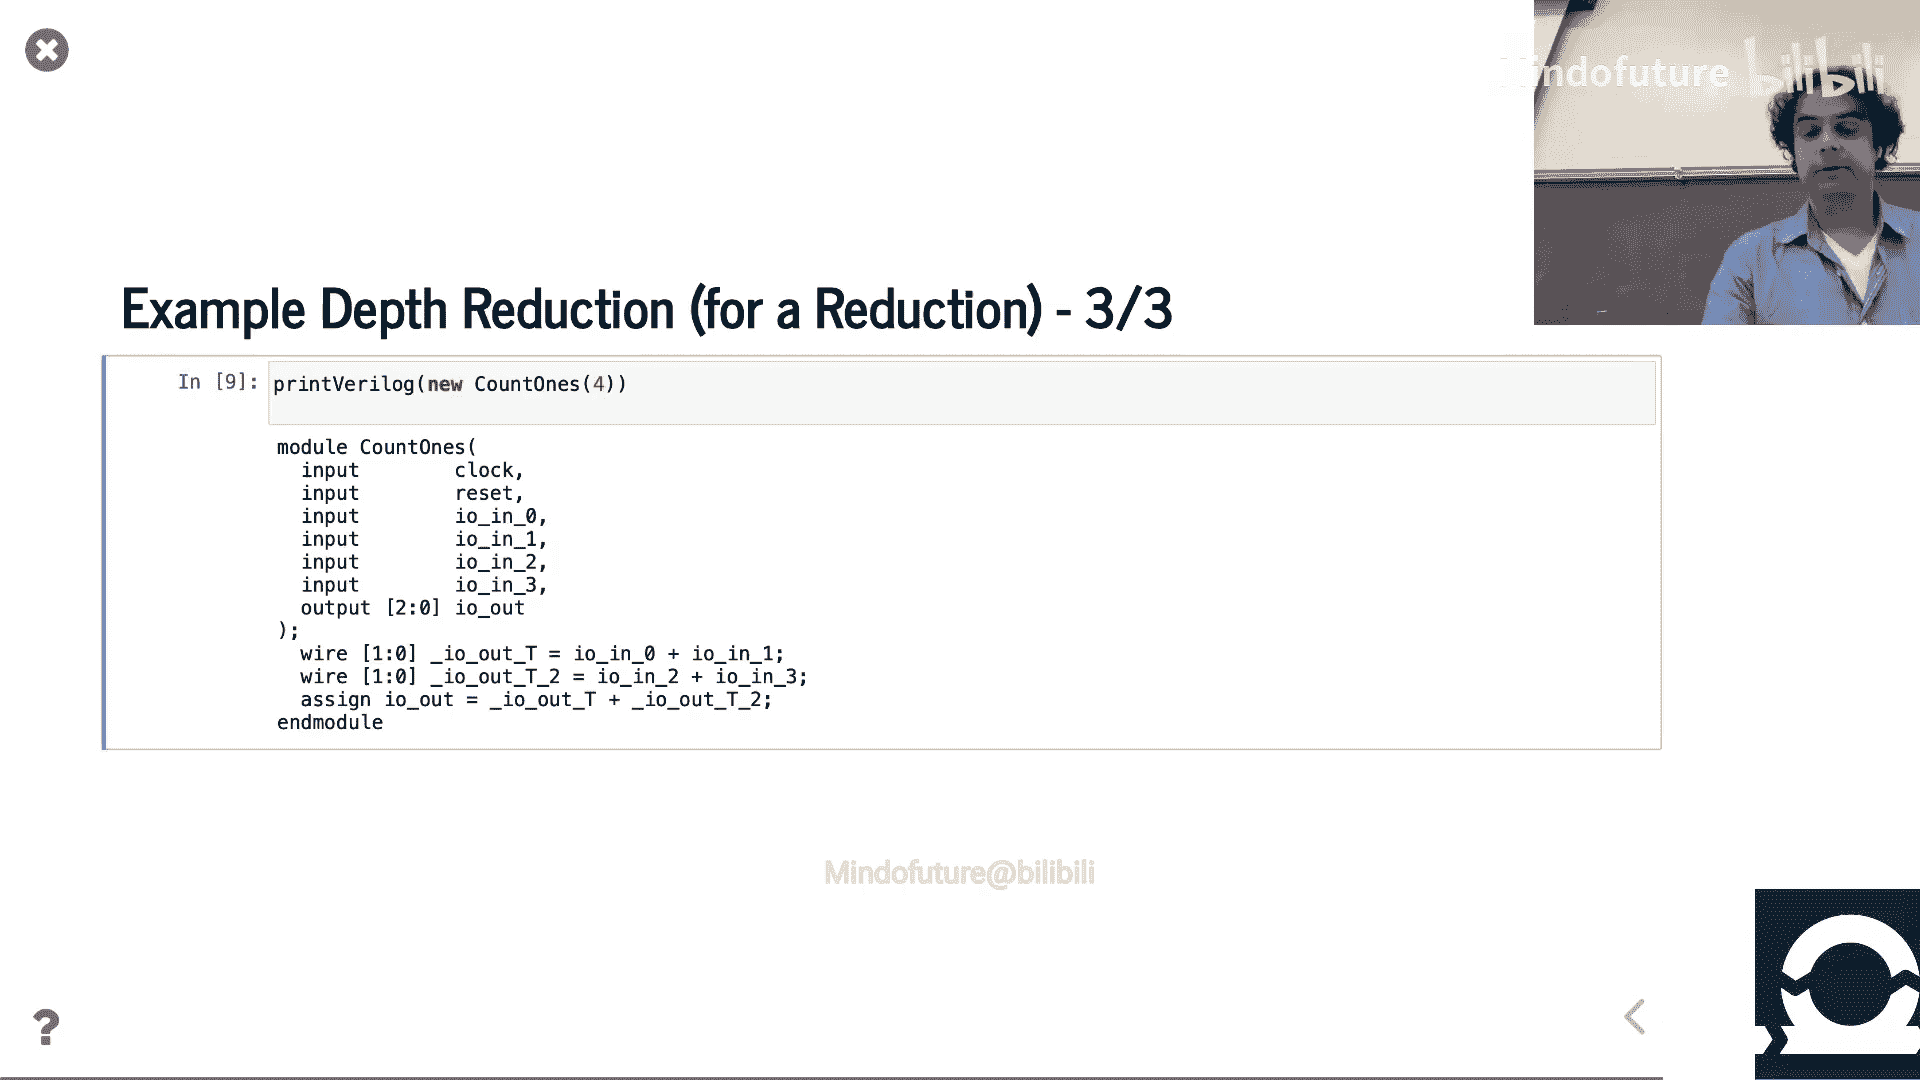 indofuture bilibili
Example Depth Reduction (for a Reduction) - 3/3
In [9]: printVerilog(new CountOnes(4))
module CountOnes(
  input        clock,
  input        reset,
  input        io_in_0,
  input        io_in_1,
  input        io_in_2,
  input        io_in_3,
  output [2:0] io_out
);
  wire [1:0] _io_out_T = io_in_0 + io_in_1;
  wire [1:0] _io_out_T_2 = io_in_2 + io_in_3;
  assign io_out = _io_out_T + _io_out_T_2;
endmodule
Mindofuture@bilibili
?